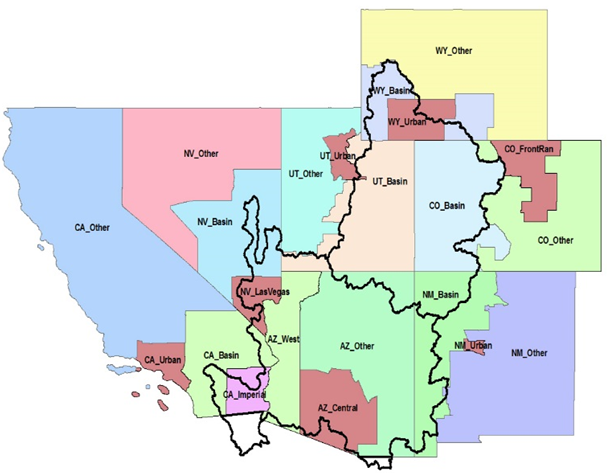 WY_Other
WY_Basin
WY_Urban
CO_FrontRan
NV_Other
UT_Urban
UT_Other
UT_Basin
CO_Basin
CA_Other
NV_Basin
CO_Other
NV_LasVegas
NM_Basin
AZ_West
CA_Urban
CA_Basin
AZ_Other
NM_Urban
NM_Other
CA_Imperial
AZ_Central